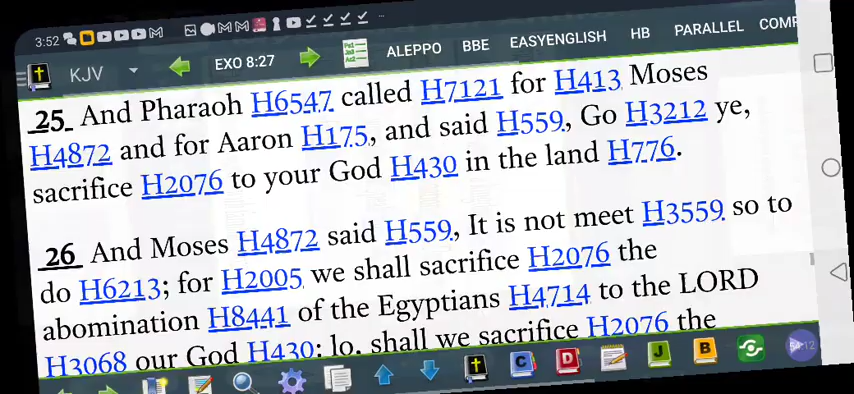 3:52
KJV
EXO 8:27
ALEPPO BBE EASYENGLISH HB PARALLEL
25 And Pharaoh H6547 called H7121 for H413 Moses
H4872 and for Aaron H175, and said H559, Go H3212 ye,
sacrifice H2076 to your God H430 in the land H776.
26 And Moses H4872 said H559, It is not meet H3559 so to
do H6213; for H2005 we shall sacrifice H2076 the
abomination H8441 of the Egyptians H4714 to the LORD
H3068 our God H430: lo, shall we sacrifice H2076 the
C D J B